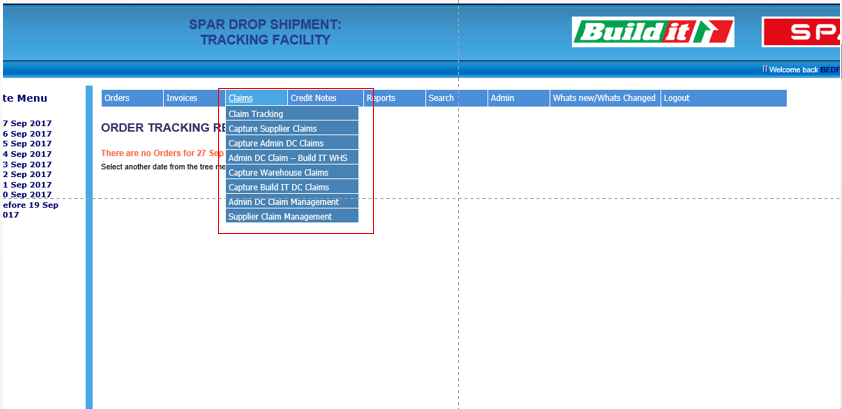 SPAR DROP SHIPMENT:
TRACKING FACILITY
Build it
SPA
Welcome back BEDF
te Menu
7 Sep 2017
6 Sep 2017
5 Sep 2017
4 Sep 2017
3 Sep 2017
2 Sep 2017
1 Sep 2017
0 Sep 2017
efore 19 Sep
017
Orders Invoices Claims Credit Notes Reports Search Admin Whats new/Whats Changed Logout
Claim Tracking
Capture Supplier Claims
Capture Admin DC Claims
Admin DC Claim – Build IT WHS
Capture Warehouse Claims
Capture Build IT DC Claims
Admin DC Claim Management
Supplier Claim Management
ORDER TRACKING RE
There are no Orders for 27 Sep
Select another date from the tree me